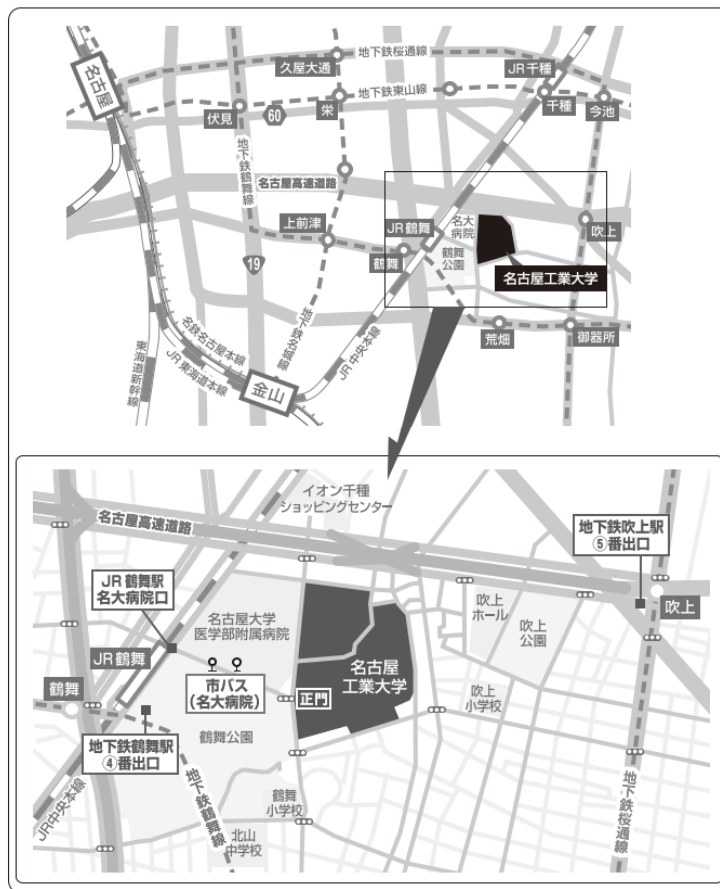 名古屋
久屋大通
地下鉄桜通線
JR千種
伏見
60
栄
地下鉄東山線
千種
今池
地下鉄鶴舞線
名古屋高速道路
上前津
JR鶴舞
名大
病院
吹上
鶴舞
鶴舞
公園
名古屋工業大学
19
地下鉄名城線
名鉄名古屋本線
JR東海道本線
東海道新幹線
金山
JR中央本線
荒畑
御器所
イオン千種
ショッピングセンター
名古屋高速道路
地下鉄吹上駅
⑤番出口
JR鶴舞駅
名大病院口
名古屋大学
医学部附属病院
吹上
ホール
吹上
公園
吹上
JR鶴舞
市バス
(名大病院)
正門
名古屋
工業大学
鶴舞
吹上
小学校
地下鉄鶴舞駅
④番出口
鶴舞公園
JR中央本線
地下鉄鶴舞線
鶴舞
小学校
北山
中学校
地下鉄桜通線